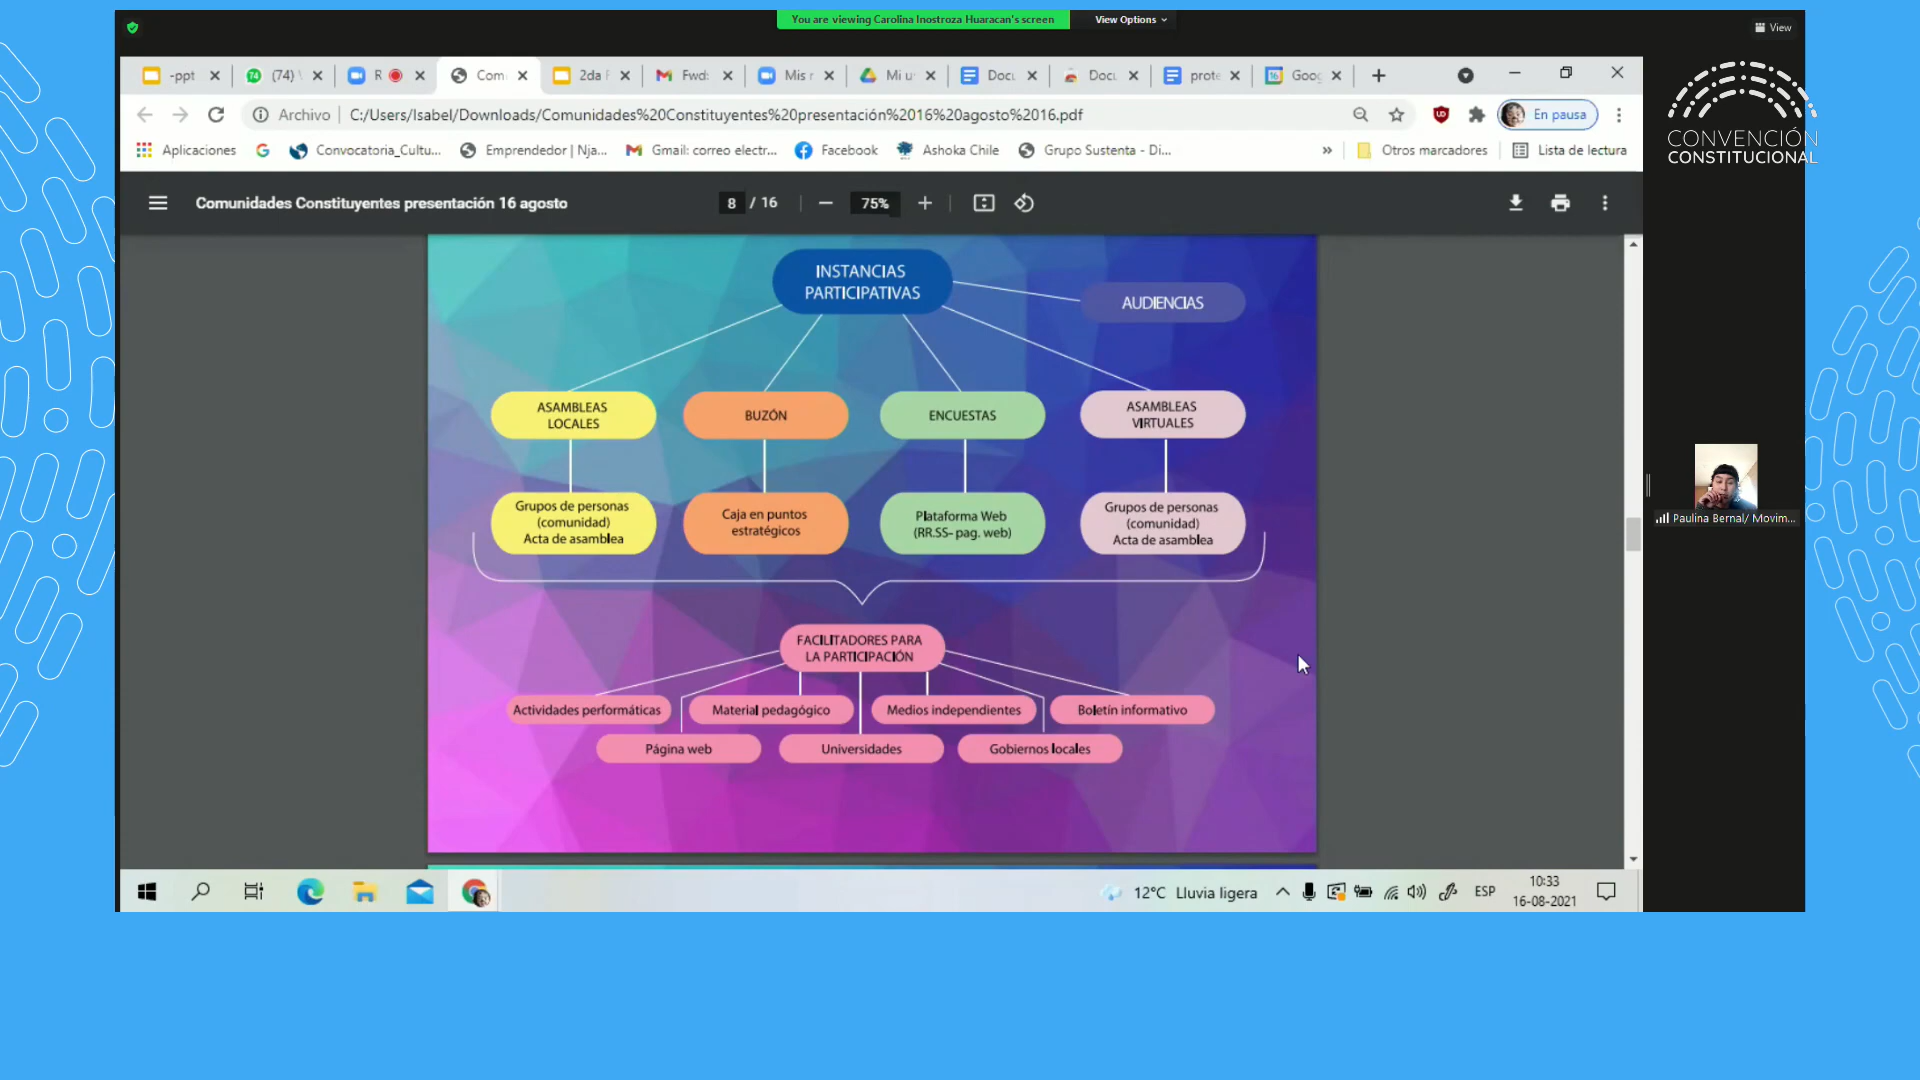 You are viewing Carolina Inostroza Huaracan's screen
View Options
View
CONVENCIÓN
CONSTITUCIONAL
-ppt
(74)
R
Com
2da
Fwd:
Mis r
Mi u
Docu
Docu
prote
Goog
Archivo
C:/Users/Isabel/Downloads/Comunidades%20Constituyentes%20presentación%2016%20agosto%2016.pdf
En pausa
Aplicaciones
Convocatoria_Cultu...
Emprendedor | Nja...
Gmail: correo electr...
Facebook
Ashoka Chile
Grupo Sustenta - Di...
»
Otros marcadores
Lista de lectura
Comunidades Constituyentes presentación 16 agosto
8 / 16
75%
INSTANCIAS
PARTICIPATIVAS
AUDIENCIAS
ASAMBLEAS
LOCALES
BUZÓN
ENCUESTAS
ASAMBLEAS
VIRTUALES
Grupos de personas
(comunidad)
Acta de asamblea
Caja en puntos
estratégicos
Plataforma Web
(RR.SS- pag. web)
Grupos de personas
(comunidad)
Acta de asamblea
FACILITADORES PARA
LA PARTICIPACIÓN
Actividades performáticas
Material pedagógico
Medios independientes
Boletín informativo
Página web
Universidades
Gobiernos locales
Paulina Bernal/ Movim...
12°C Lluvia ligera
ESP
10:33
16-08-2021